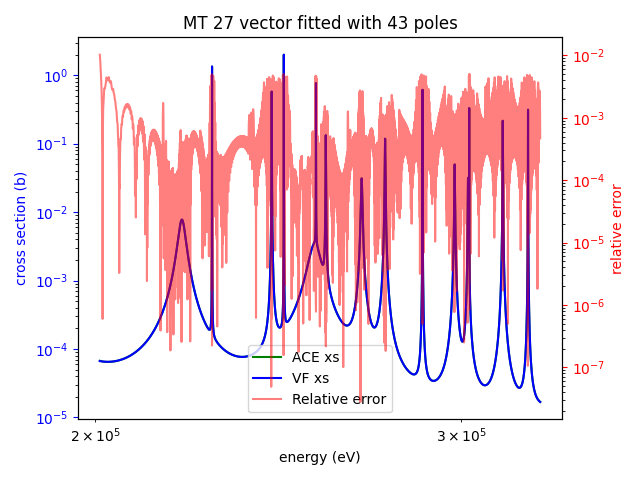 MT 27 vector fitted with 43 poles
10^0
10^-1
10^-2
10^-3
10^-4
10^-5
cross section (b)
10^-2
10^-3
10^-4
10^-5
10^-6
10^-7
relative error
ACE xs
VF xs
Relative error
2 × 10^5
3 × 10^5
energy (eV)